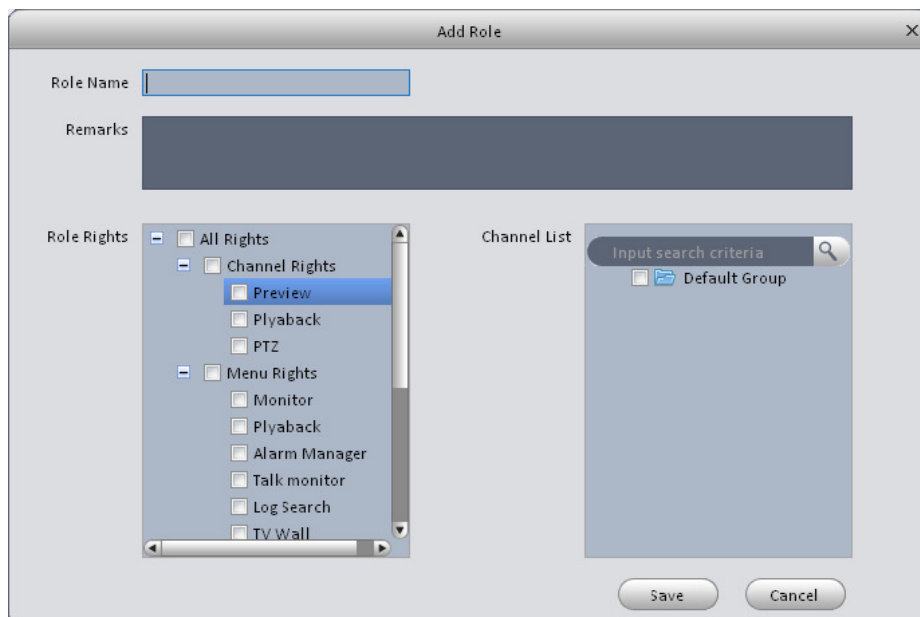 Add Role
Role Name
Remarks
Role Rights
All Rights
Channel Rights
Preview
Plyaback
PTZ
Menu Rights
Monitor
Plyaback
Alarm Manager
Talk monitor
Log Search
TV Wall
Channel List
Input search criteria
Default Group
Save
Cancel